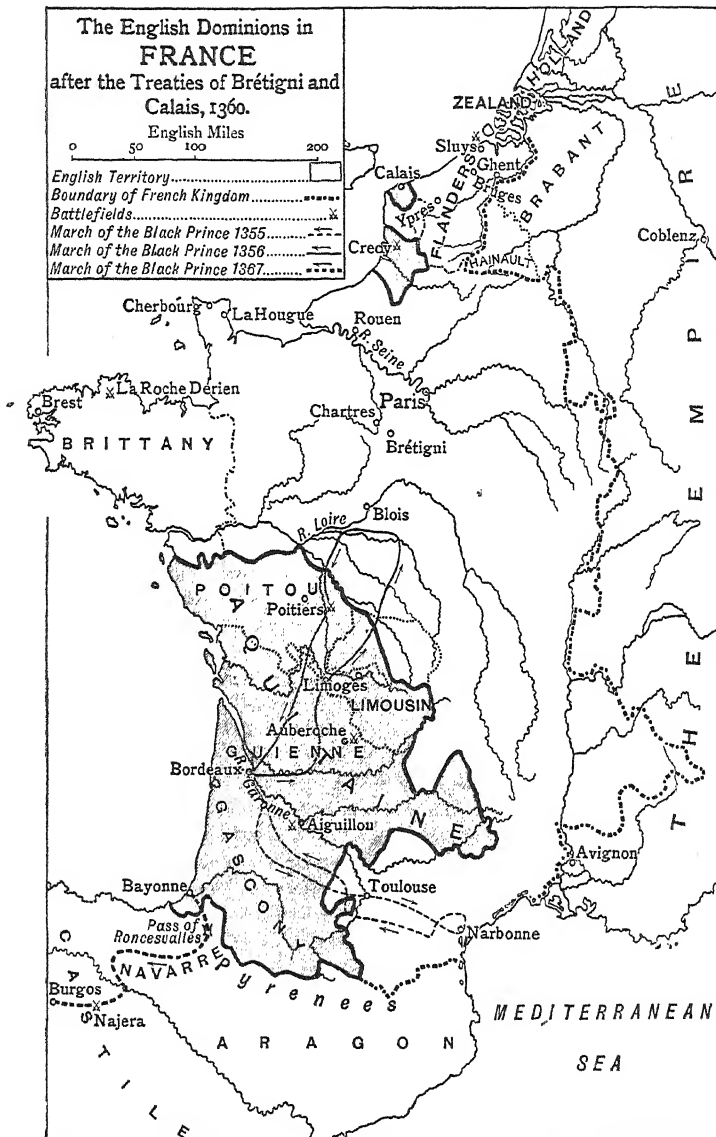 The English Dominions in
FRANCE
after the Treaties of Brétigni and
Calais, 1360.
English Miles
0 100 200
English Territory
Boundary of French Kingdom
Battlefields
March of the Black Prince 1355
March of the Black Prince 1356
March of the Black Prince 1367
HOLLAND
ZEALAND
Sluys
Ghent
Bruges
Calais
Ypres
FLANDERS
BRABANT
THE EMPIRE
Coblenz
Crecy
HAINAULT
Cherbourg
La Hougue
Rouen
R. Seine
Paris
La Roche Dérien
Brest
Chartres
Brétigni
BRITTANY
R. Loire
Blois
POITOU
Poitiers
AQUITAINE
Limoges
LIMOUSIN
Auberoche
GUIENNE
Bordeaux
R. Garonne
Aiguillou
GASCONY
Avignon
Bayonne
Toulouse
Pass of
Roncesvalles
Narbonne
NAVARRE
Pyrenees
Burgos
Najera
CASTILE
ARAGON
MEDITERRANEAN
SEA